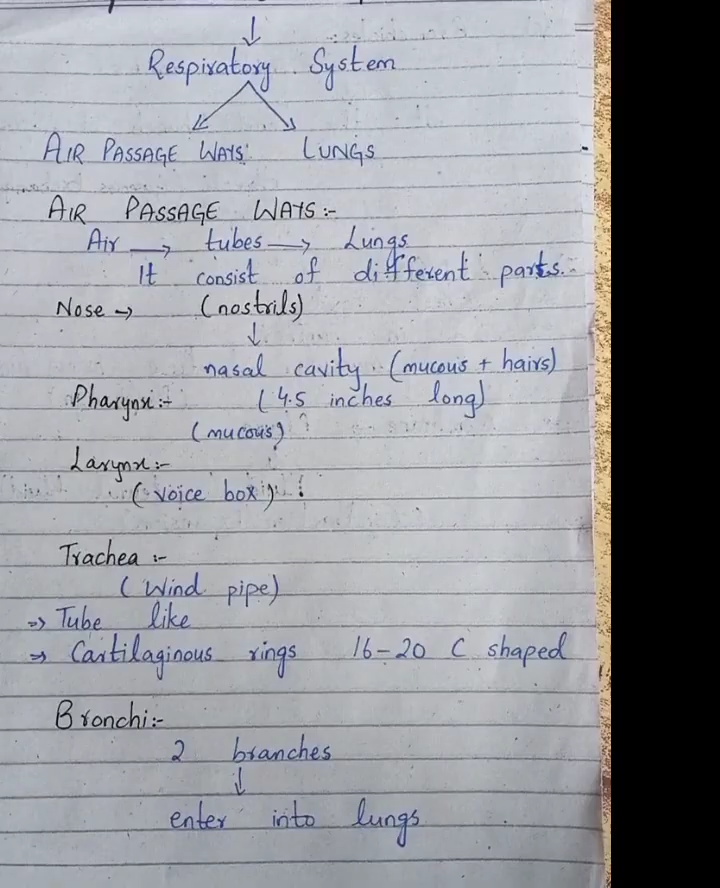 ↓
Respiratory System
AIR PASSAGE WAYS LUNGS
AIR PASSAGE WAYS :-
Air → tubes → Lungs
It consist of different parts.
Nose → (nostrils)
↓
nasal cavity. (mucous + hairs)
Pharynx :- (4.5 inches long)
(mucous)
Larynx :-
(voice box)
Trachea :-
(Wind pipe)
⇒ Tube like
⇒ Cartilaginous rings 16-20 C shaped
Bronchi :-
2 branches
↓
enter into lungs